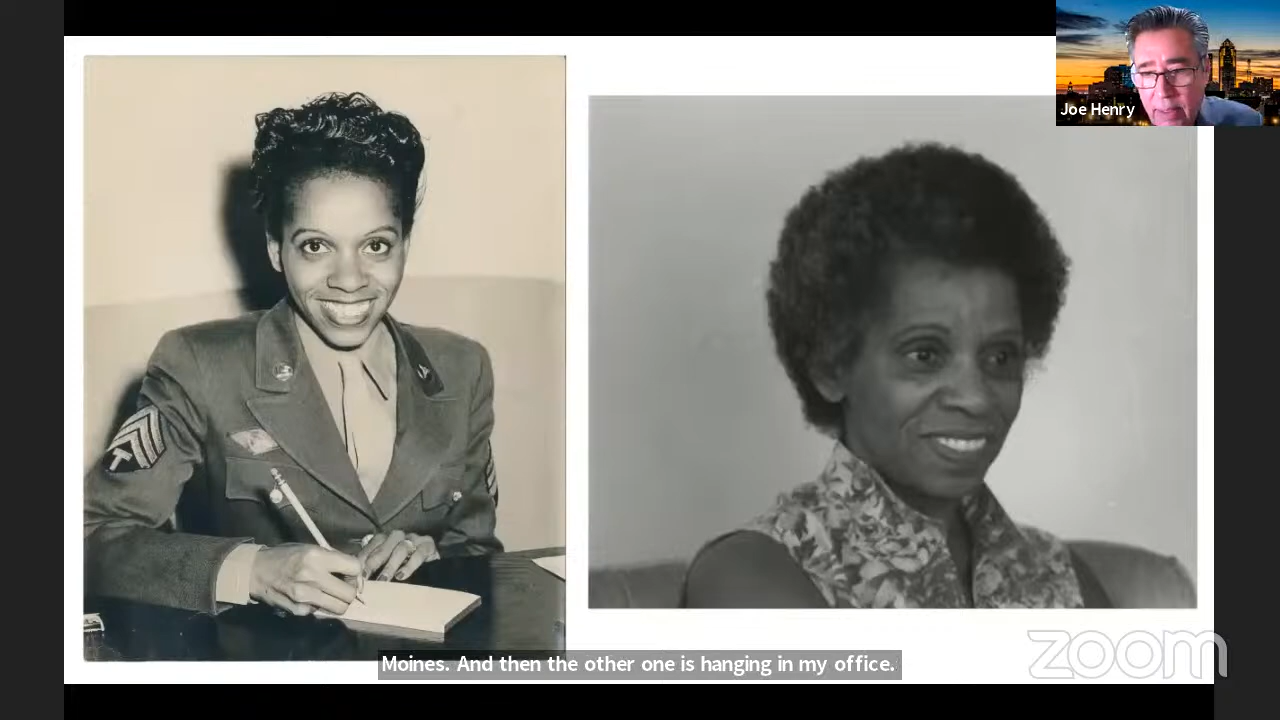 Joe Henry
Moines. And then the other one is hanging in my office.
zoom